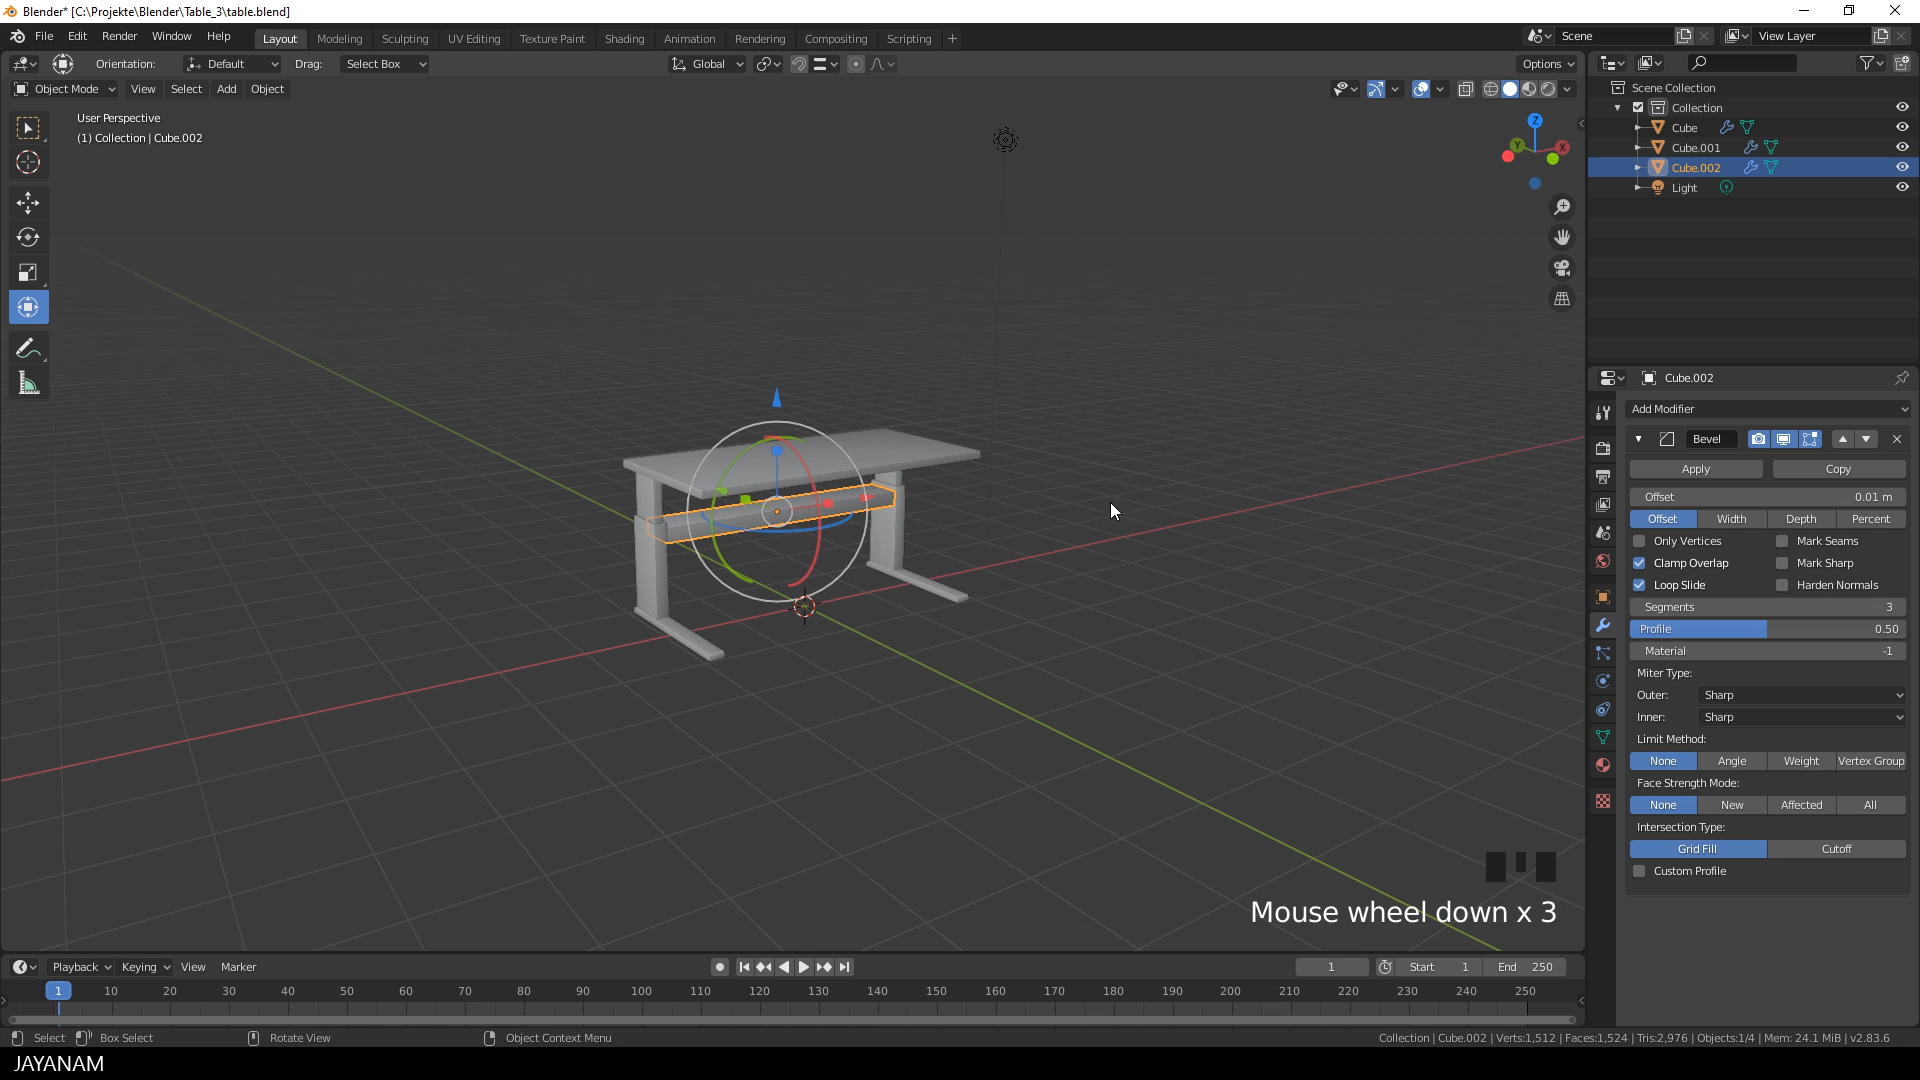 Blender* [C:\Projekte\Blender\Table_3\table.blend]
File Edit Render Window Help Layout Modeling Sculpting UV Editing Texture Paint Shading Animation Rendering Compositing Scripting + Scene View Layer
Orientation: Default Drag: Select Box Global Options
Object Mode View Select Add Object
User Perspective
(1) Collection | Cube.002
Z
Y
X
Scene Collection
Collection
Cube
Cube.001
Cube.002
Light
Cube.002
Add Modifier
Bevel
Apply Copy
Offset 0.01 m
Offset Width Depth Percent
Only Vertices Mark Seams
Clamp Overlap Mark Sharp
Loop Slide Harden Normals
Segments 3
Profile 0.50
Material -1
Miter Type:
Outer: Sharp
Inner: Sharp
Limit Method:
None Angle Weight Vertex Group
Face Strength Mode:
None New Affected All
Intersection Type:
Grid Fill Cutoff
Custom Profile
Mouse wheel down x 3
Playback Keying View Marker 1 Start 1 End 250
1 10 20 30 40 50 60 70 80 90 100 110 120 130 140 150 160 170 180 190 200 210 220 230 240 250
Select Box Select Rotate View Object Context Menu Collection | Cube.002 | Verts:1,512 | Faces:1,524 | Tris:2,976 | Objects:1/4 | Mem: 24.1 MiB | v2.83.6
JAYANAM